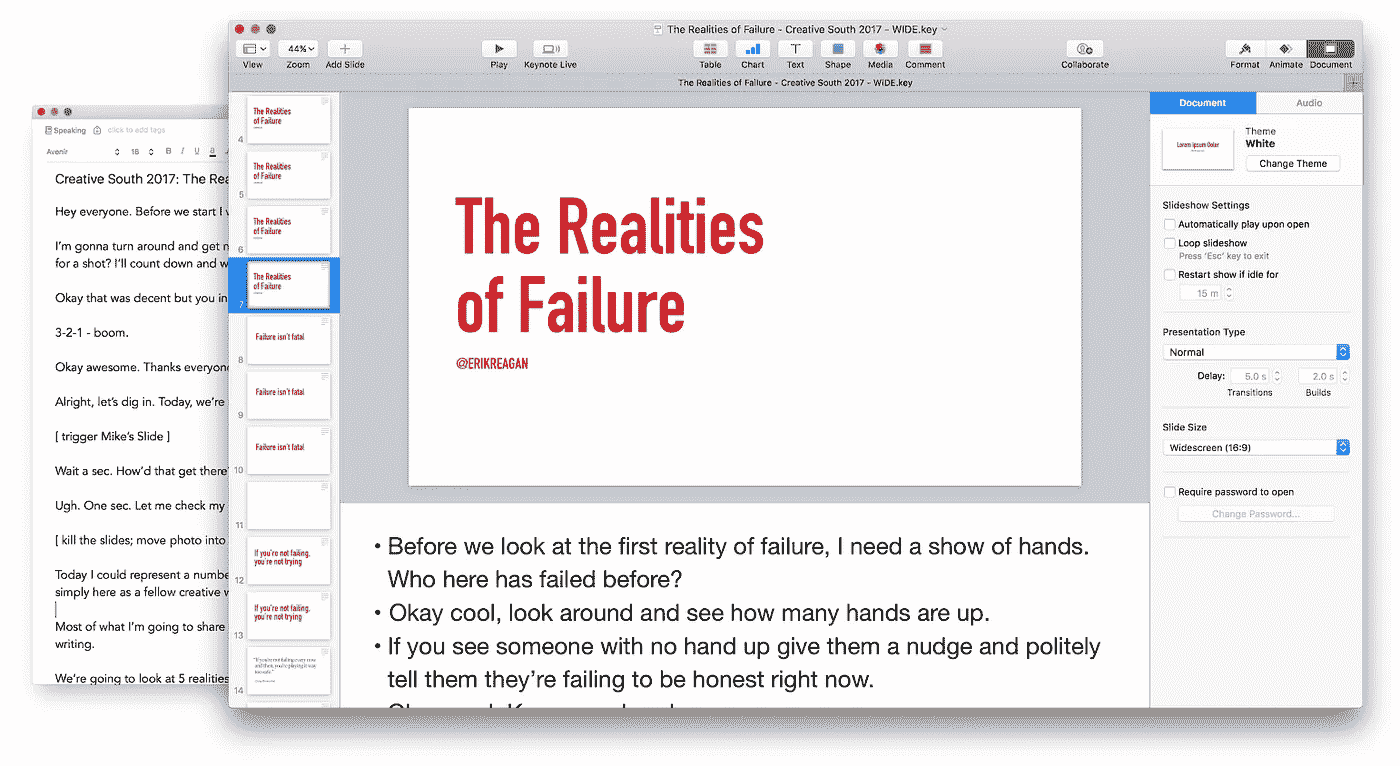 The Realities of Failure - Creative South 2017 - WIDE.key
44%
View
Zoom
Add Slide
Play
Keynote Live
Table
Chart
Text
Shape
Media
Comment
Collaborate
Format
Animate
Document
The Realities of Failure - Creative South 2017 - WIDE.key
Speaking
click to add tags
Avenir
18
B I U a
Creative South 2017: The Rea
Hey everyone. Before we start I
I'm gonna turn around and get
for a shot? I'll count down and w
Okay that was decent but you in
3-2-1 - boom.
Okay awesome. Thanks everyone
Alright, let's dig in. Today, we're
[ trigger Mike's Slide ]
Wait a sec. How'd that get there
Ugh. One sec. Let me check my
[ kill the slides; move photo into
Today I could represent a numbe
simply here as a fellow creative w
Most of what I'm going to share
writing.
We're going to look at 5 realities
The Realities
of Failure
4
The Realities
of Failure
5
The Realities
of Failure
6
The Realities
of Failure
7
Failure isn't fatal
8
Failure isn't fatal
9
Failure isn't fatal
10
11
If you're not failing,
you're not trying
12
If you're not failing,
you're not trying
13
14
The Realities
of Failure
@ERIKREAGAN
• Before we look at the first reality of failure, I need a show of hands.
Who here has failed before?
• Okay cool, look around and see how many hands are up.
• If you see someone with no hand up give them a nudge and politely
tell them they're failing to be honest right now.
Document
Audio
Lorem Ipsum Dolor
Theme
White
Change Theme
Slideshow Settings
Automatically play upon open
Loop slideshow
Press 'Esc' key to exit
Restart show if idle for
15 m
Presentation Type
Normal
Delay:
5.0 s
2.0 s
Transitions
Builds
Slide Size
Widescreen (16:9)
Require password to open
Change Password...